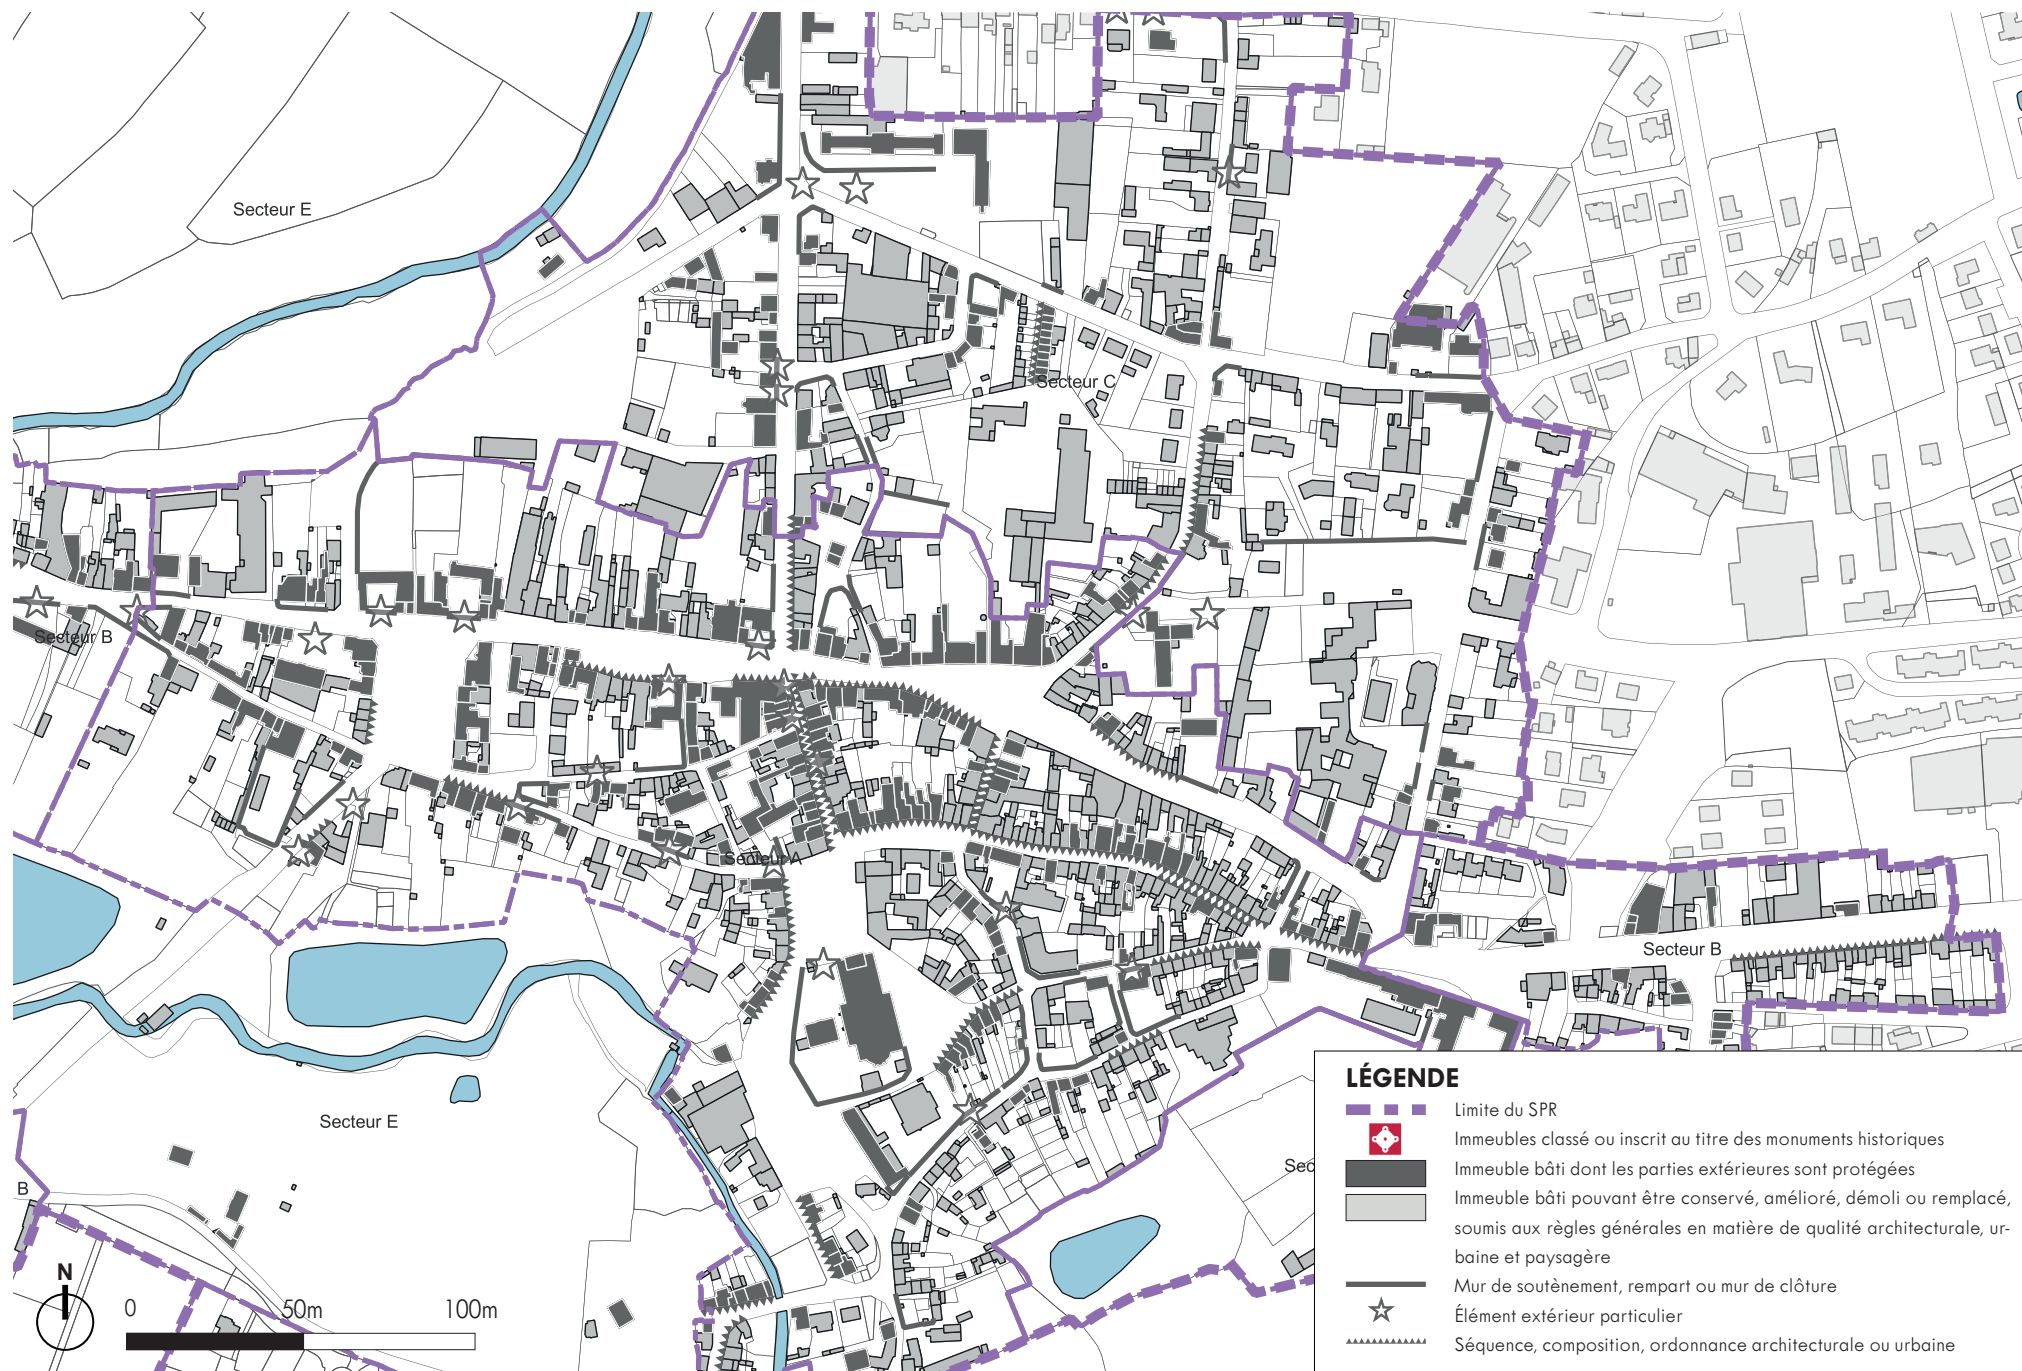 Secteur E
Secteur C
Secteur B
Secteur A
Secteur B
Secteur E
Sec
B
N
0 50m 100m
LÉGENDE
Limite du SPR
Immeubles classé ou inscrit au titre des monuments historiques
Immeuble bâti dont les parties extérieures sont protégées
Immeuble bâti pouvant être conservé, amélioré, démoli ou remplacé,
soumis aux règles générales en matière de qualité architecturale, ur-
baine et paysagère
Mur de soutènement, rempart ou mur de clôture
Élément extérieur particulier
Séquence, composition, ordonnance architecturale ou urbaine